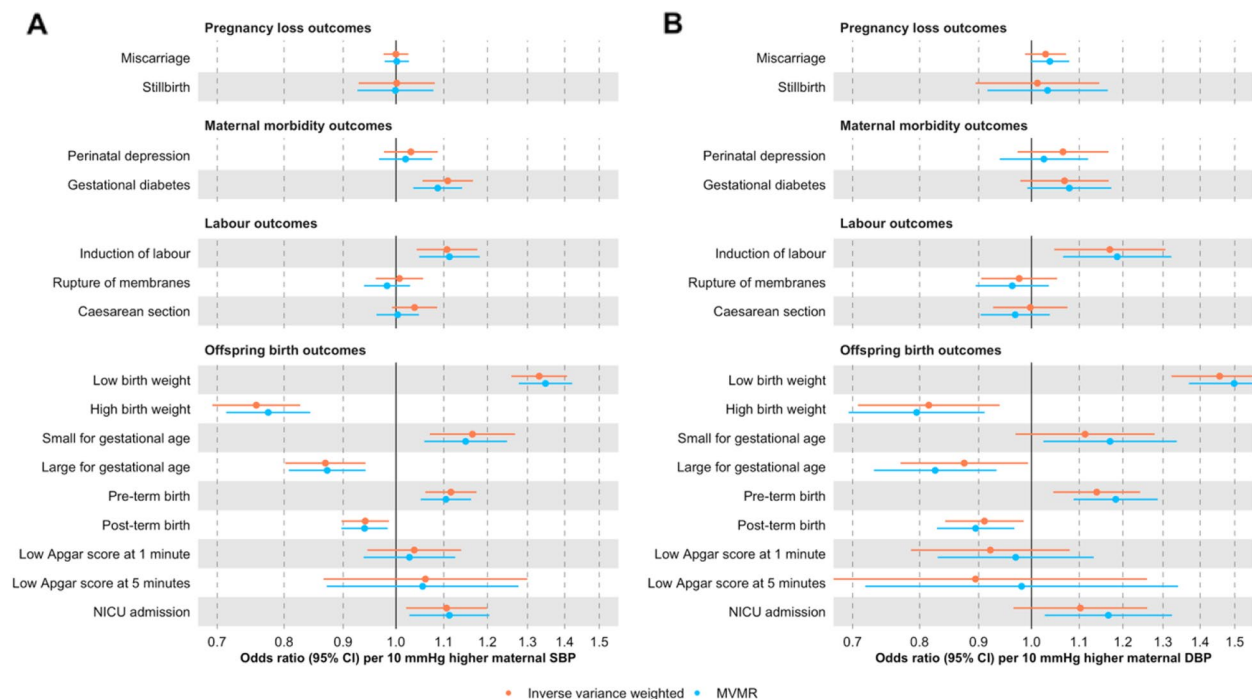 A
Pregnancy loss outcomes
Miscarriage
Stillbirth
Maternal morbidity outcomes
Perinatal depression
Gestational diabetes
Labour outcomes
Induction of labour
Rupture of membranes
Caesarean section
Offspring birth outcomes
Low birth weight
High birth weight
Small for gestational age
Large for gestational age
Pre-term birth
Post-term birth
Low Apgar score at 1 minute
Low Apgar score at 5 minutes
NICU admission
0.7 0.8 0.9 1.0 1.1 1.2 1.3 1.4 1.5
Odds ratio (95% CI) per 10 mmHg higher maternal SBP
B
Pregnancy loss outcomes
Miscarriage
Stillbirth
Maternal morbidity outcomes
Perinatal depression
Gestational diabetes
Labour outcomes
Induction of labour
Rupture of membranes
Caesarean section
Offspring birth outcomes
Low birth weight
High birth weight
Small for gestational age
Large for gestational age
Pre-term birth
Post-term birth
Low Apgar score at 1 minute
Low Apgar score at 5 minutes
NICU admission
0.7 0.8 0.9 1.0 1.1 1.2 1.3 1.4 1.5
Odds ratio (95% CI) per 10 mmHg higher maternal DBP
Inverse variance weighted MVMR